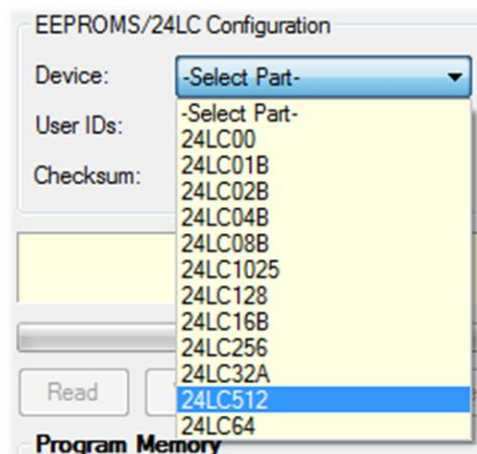 EEPROMS/24LC Configuration
Device: -Select Part-
-Select Part-
User IDs:
24LC00
24LC01B
Checksum:
24LC02B
24LC04B
24LC08B
24LC1025
24LC128
24LC16B
24LC256
24LC32A
Read
24LC512
24LC64
Program Memory